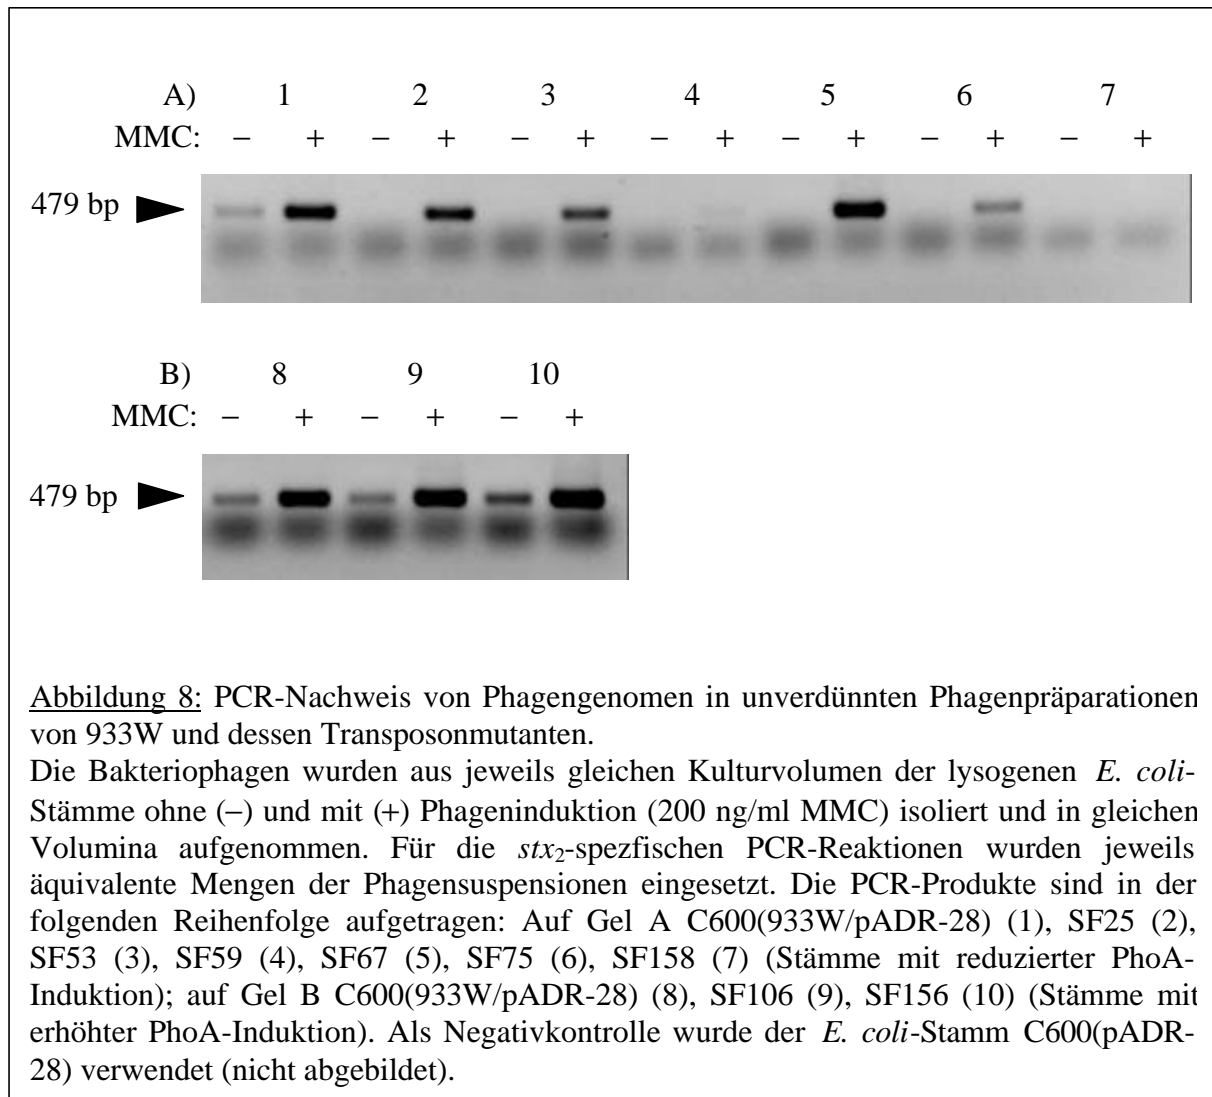 A) 1 2 3 4 5 6 7
MMC: – + – + – + – + – + – + – +
479 bp
B) 8 9 10
MMC: – + – + – +
479 bp
Abbildung 8: PCR-Nachweis von Phagengenomen in unverdünnten Phagenpräparationen
von 933W und dessen Transposonmutanten.
Die Bakteriophagen wurden aus jeweils gleichen Kulturvolumen der lysogenen E. coli-
Stämme ohne (–) und mit (+) Phageninduktion (200 ng/ml MMC) isoliert und in gleichen
Volumina aufgenommen. Für die stx₂-spezfischen PCR-Reaktionen wurden jeweils
äquivalente Mengen der Phagensuspensionen eingesetzt. Die PCR-Produkte sind in der
folgenden Reihenfolge aufgetragen: Auf Gel A C600(933W/pADR-28) (1), SF25 (2),
SF53 (3), SF59 (4), SF67 (5), SF75 (6), SF158 (7) (Stämme mit reduzierter PhoA-
Induktion); auf Gel B C600(933W/pADR-28) (8), SF106 (9), SF156 (10) (Stämme mit
erhöhter PhoA-Induktion). Als Negativkontrolle wurde der E. coli-Stamm C600(pADR-
28) verwendet (nicht abgebildet).